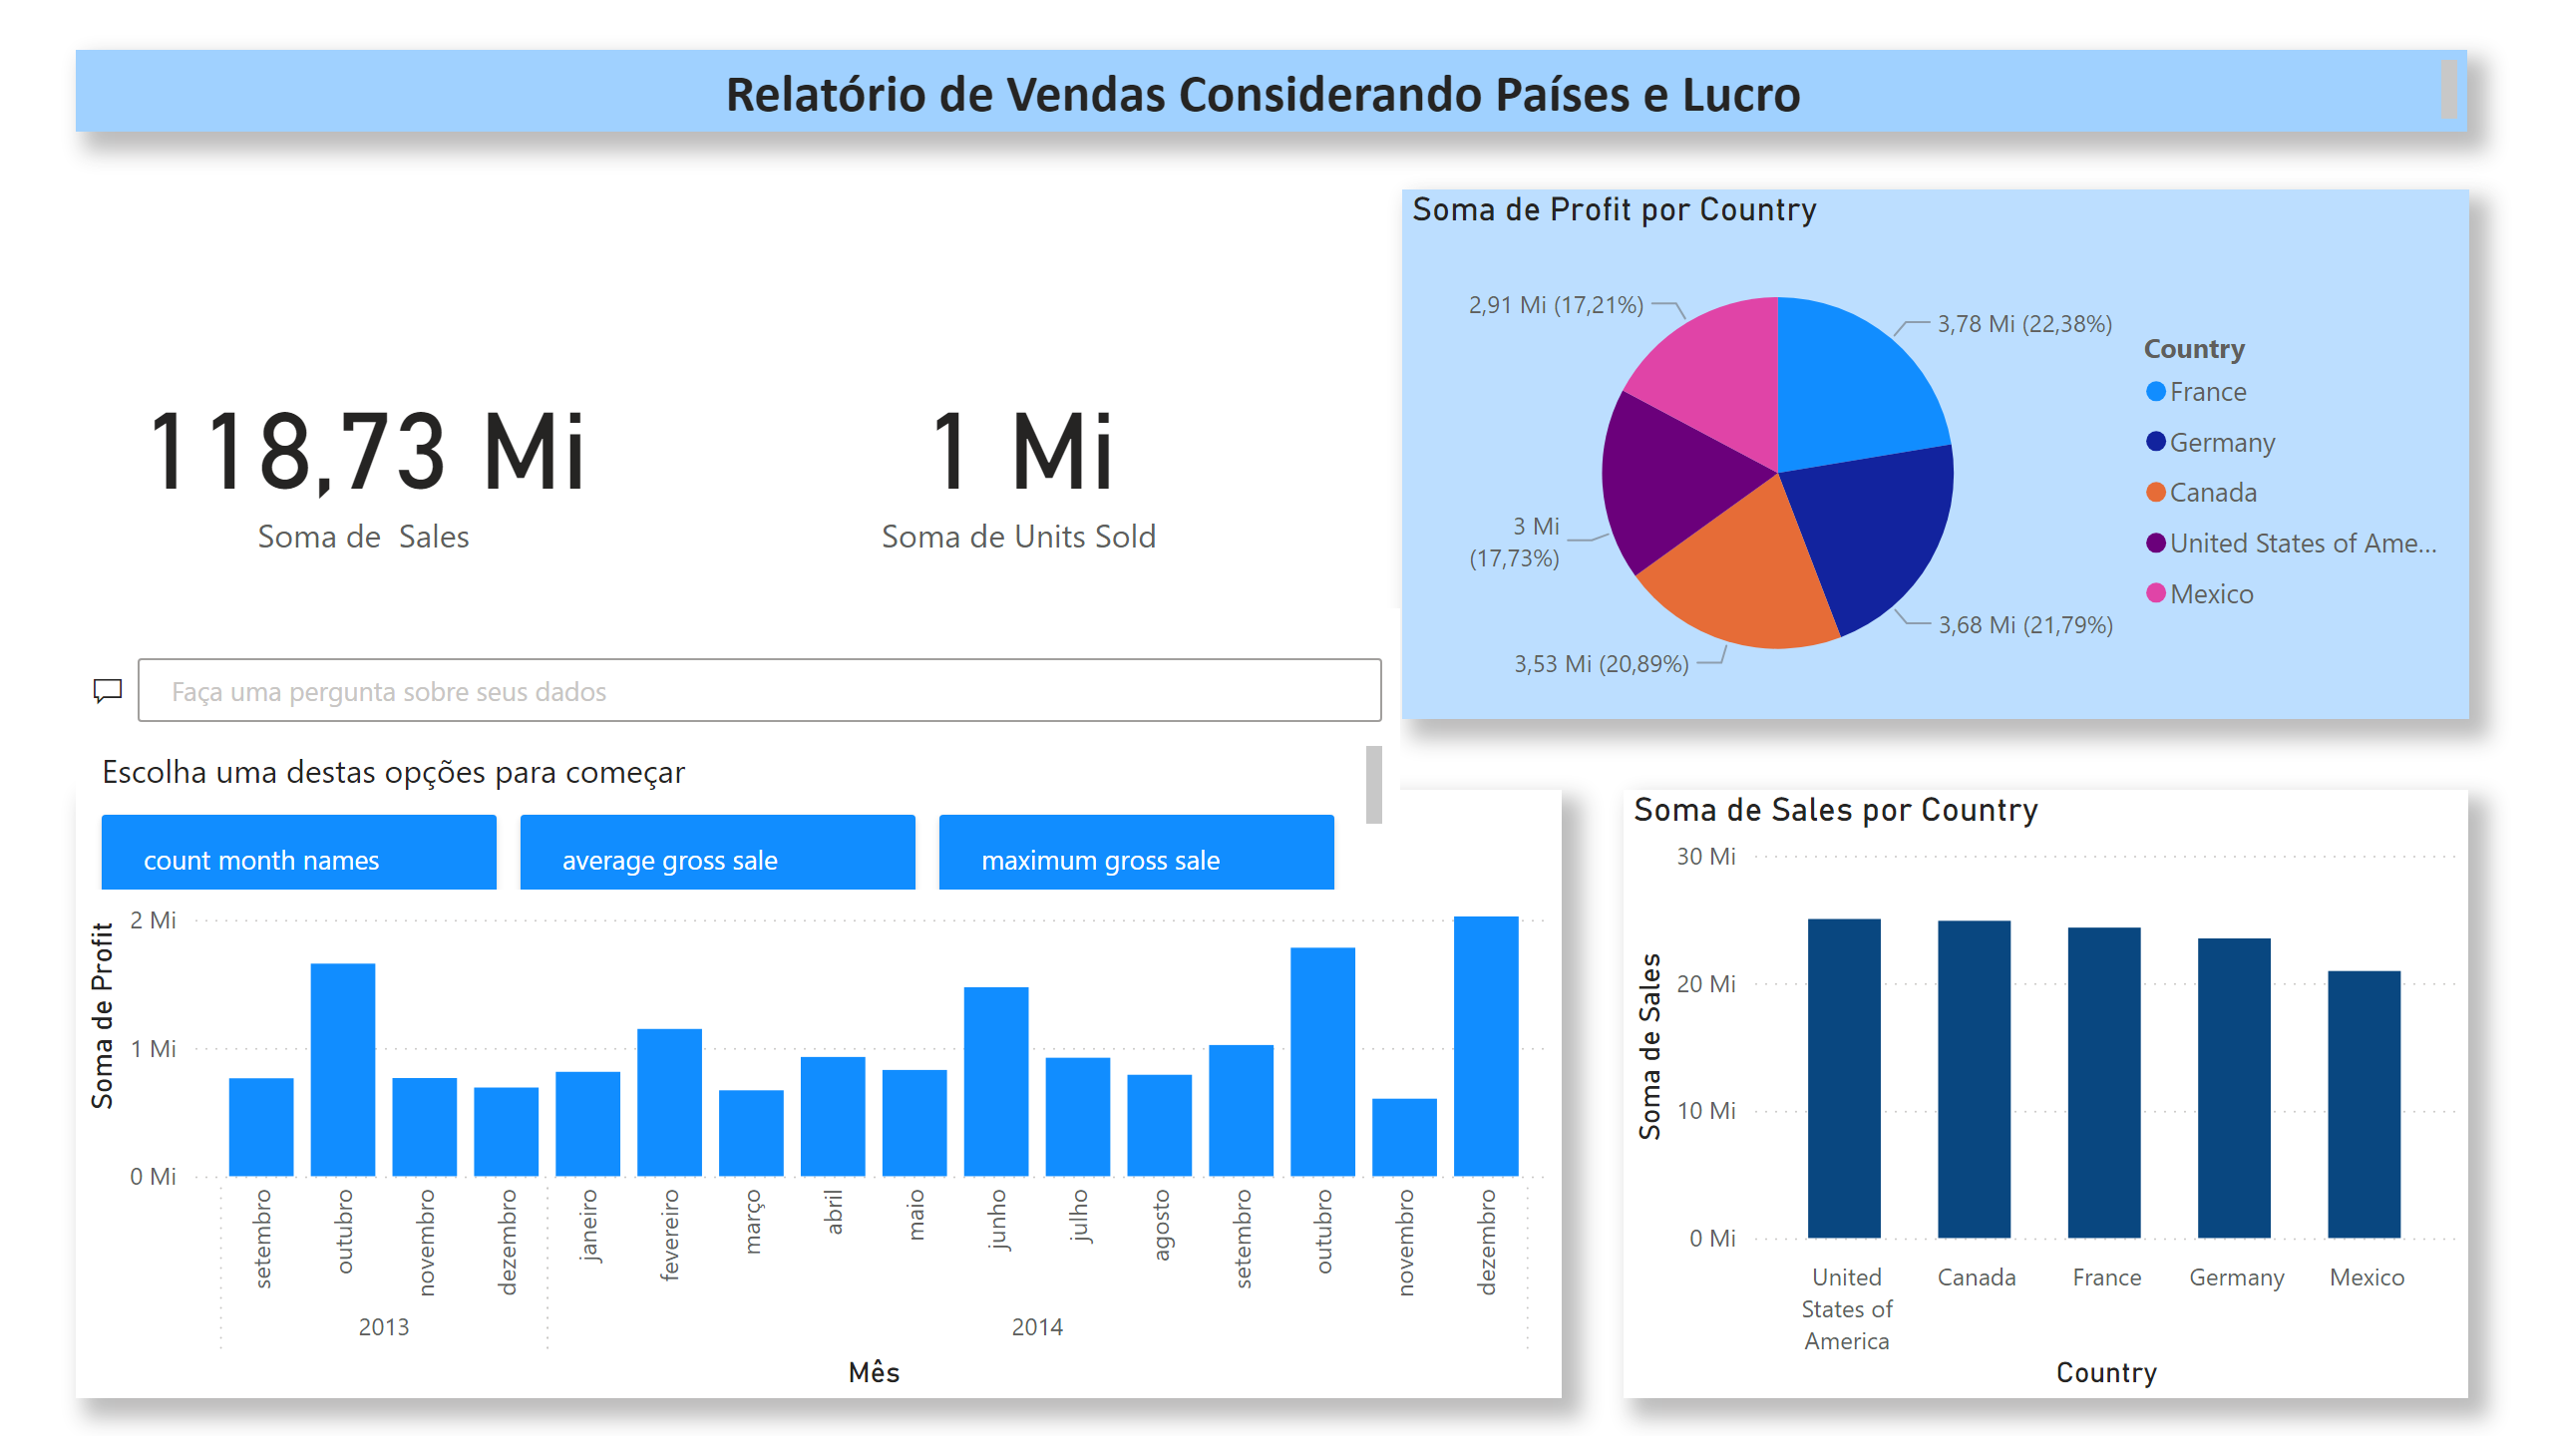 Relatório de Vendas Considerando Países e Lucro
118,73 Mi
Soma de  Sales
1 Mi
Soma de Units Sold
Soma de Profit por Country
2,91 Mi (17,21%)
3,78 Mi (22,38%)
3 Mi
(17,73%)
3,53 Mi (20,89%)
3,68 Mi (21,79%)
Country
France
Germany
Canada
United States of Ame...
Mexico
Faça uma pergunta sobre seus dados
Escolha uma destas opções para começar
count month names
average gross sale
maximum gross sale
Soma de Profit
2 Mi
1 Mi
0 Mi
setembro
outubro
novembro
dezembro
janeiro
fevereiro
março
abril
maio
junho
julho
agosto
setembro
outubro
novembro
dezembro
2013
2014
Mês
Soma de Sales por Country
Soma de Sales
30 Mi
20 Mi
10 Mi
0 Mi
United
States of
America
Canada
France
Germany
Mexico
Country